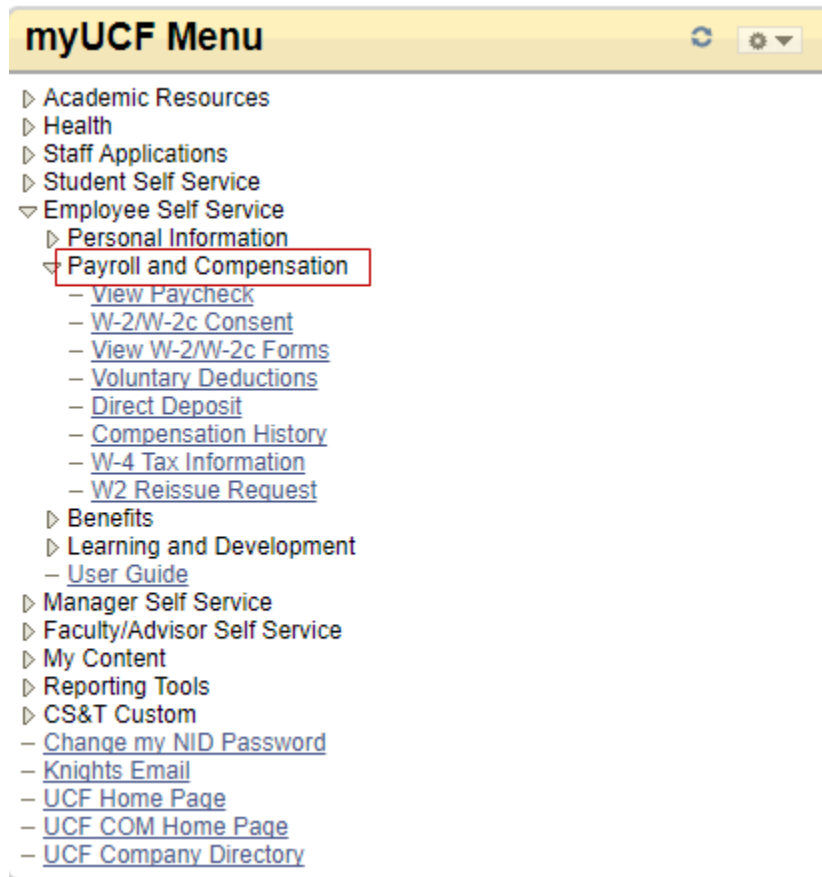 myUCF Menu
Academic Resources
Health
Staff Applications
Student Self Service
Employee Self Service
Personal Information
Payroll and Compensation
– View Paycheck
– W-2/W-2c Consent
– View W-2/W-2c Forms
– Voluntary Deductions
– Direct Deposit
– Compensation History
– W-4 Tax Information
– W2 Reissue Request
Benefits
Learning and Development
– User Guide
Manager Self Service
Faculty/Advisor Self Service
My Content
Reporting Tools
CS&T Custom
– Change my NID Password
– Knights Email
– UCF Home Page
– UCF COM Home Page
– UCF Company Directory